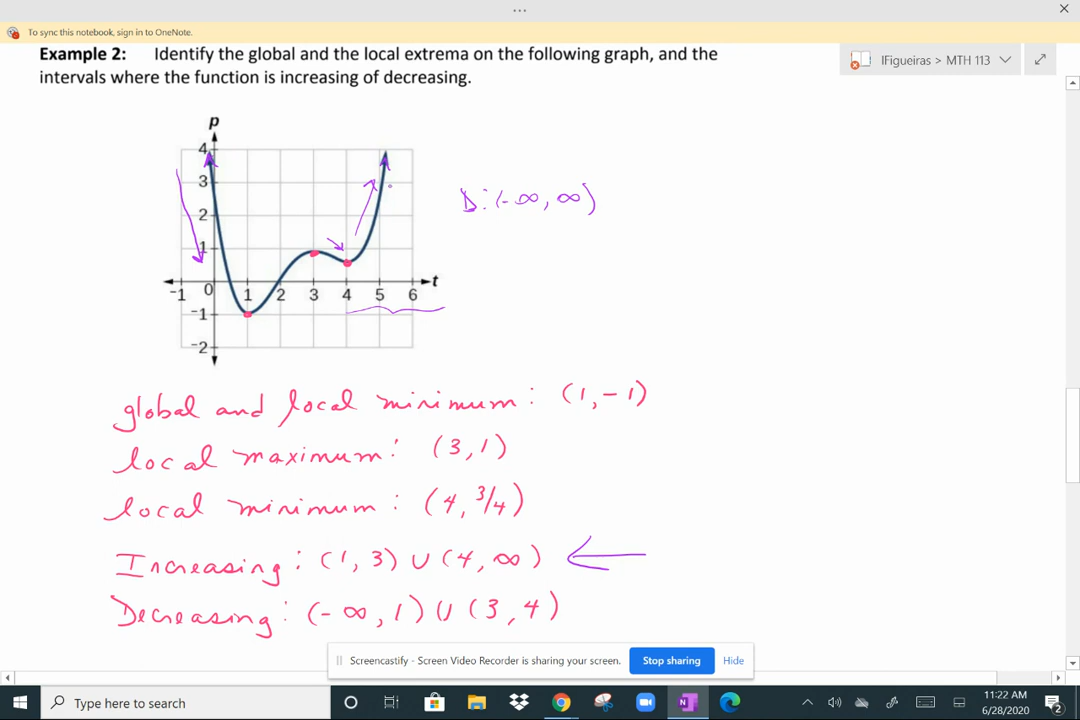 To sync this notebook, sign in to OneNote.
Example 2: Identify the global and the local extrema on the following graph, and the
intervals where the function is increasing of decreasing.
IFigueiras > MTH 113
p
4
3
2
1
0
-1 1 2 3 4 5 6 t
-1
-2
D: (-∞, ∞)
global and local minimum: (1, -1)
local maximum: (3, 1)
local minimum: (4, 3/4)
Increasing: (1, 3) ∪ (4, ∞)
Decreasing: (-∞, 1) ∪ (3, 4)
Screencastify - Screen Video Recorder is sharing your screen.
Stop sharing
Hide
Type here to search
11:22 AM
6/28/2020
2